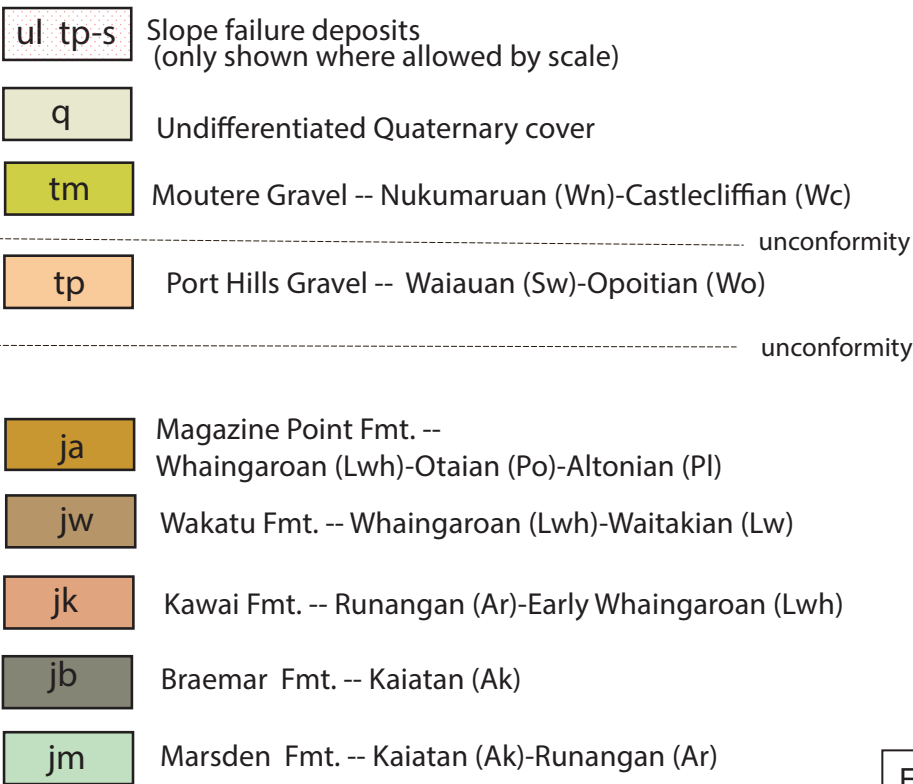 ul tp-s Slope failure deposits
(only shown where allowed by scale)
q Undifferentiated Quaternary cover
tm Moutere Gravel -- Nukumaruan (Wn)-Castlecliffian (Wc)
unconformity
tp Port Hills Gravel -- Waiauan (Sw)-Opoitian (Wo)
unconformity
ja Magazine Point Fmt. --
Whaingaroan (Lwh)-Otaian (Po)-Altonian (Pl)
jw Wakatu Fmt. -- Whaingaroan (Lwh)-Waitakian (Lw)
jk Kawai Fmt. -- Runangan (Ar)-Early Whaingaroan (Lwh)
jb Braemar Fmt. -- Kaiatan (Ak)
jm Marsden Fmt. -- Kaiatan (Ak)-Runangan (Ar)